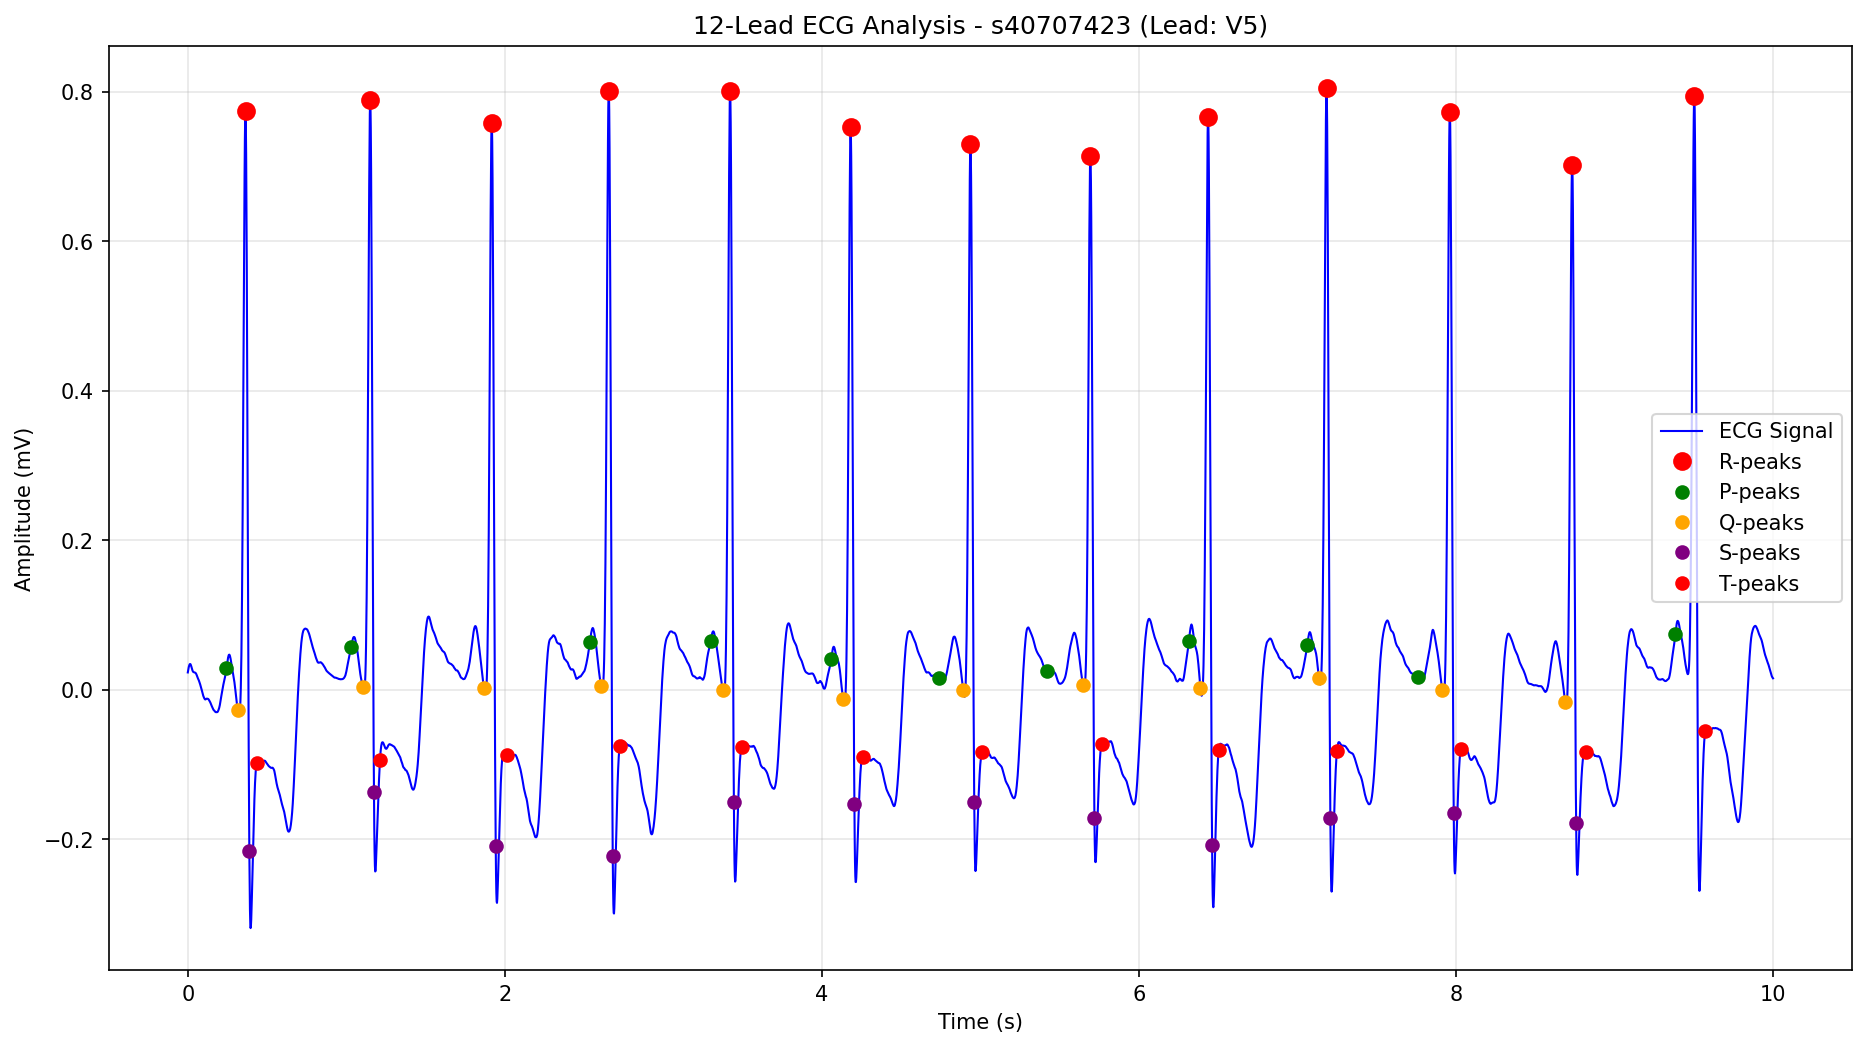 12-Lead ECG Analysis - s40707423 (Lead: V5)
Amplitude (mV)
0.8
0.6
0.4
0.2
0.0
−0.2
ECG Signal
R-peaks
P-peaks
Q-peaks
S-peaks
T-peaks
0 2 4 6 8 10
Time (s)